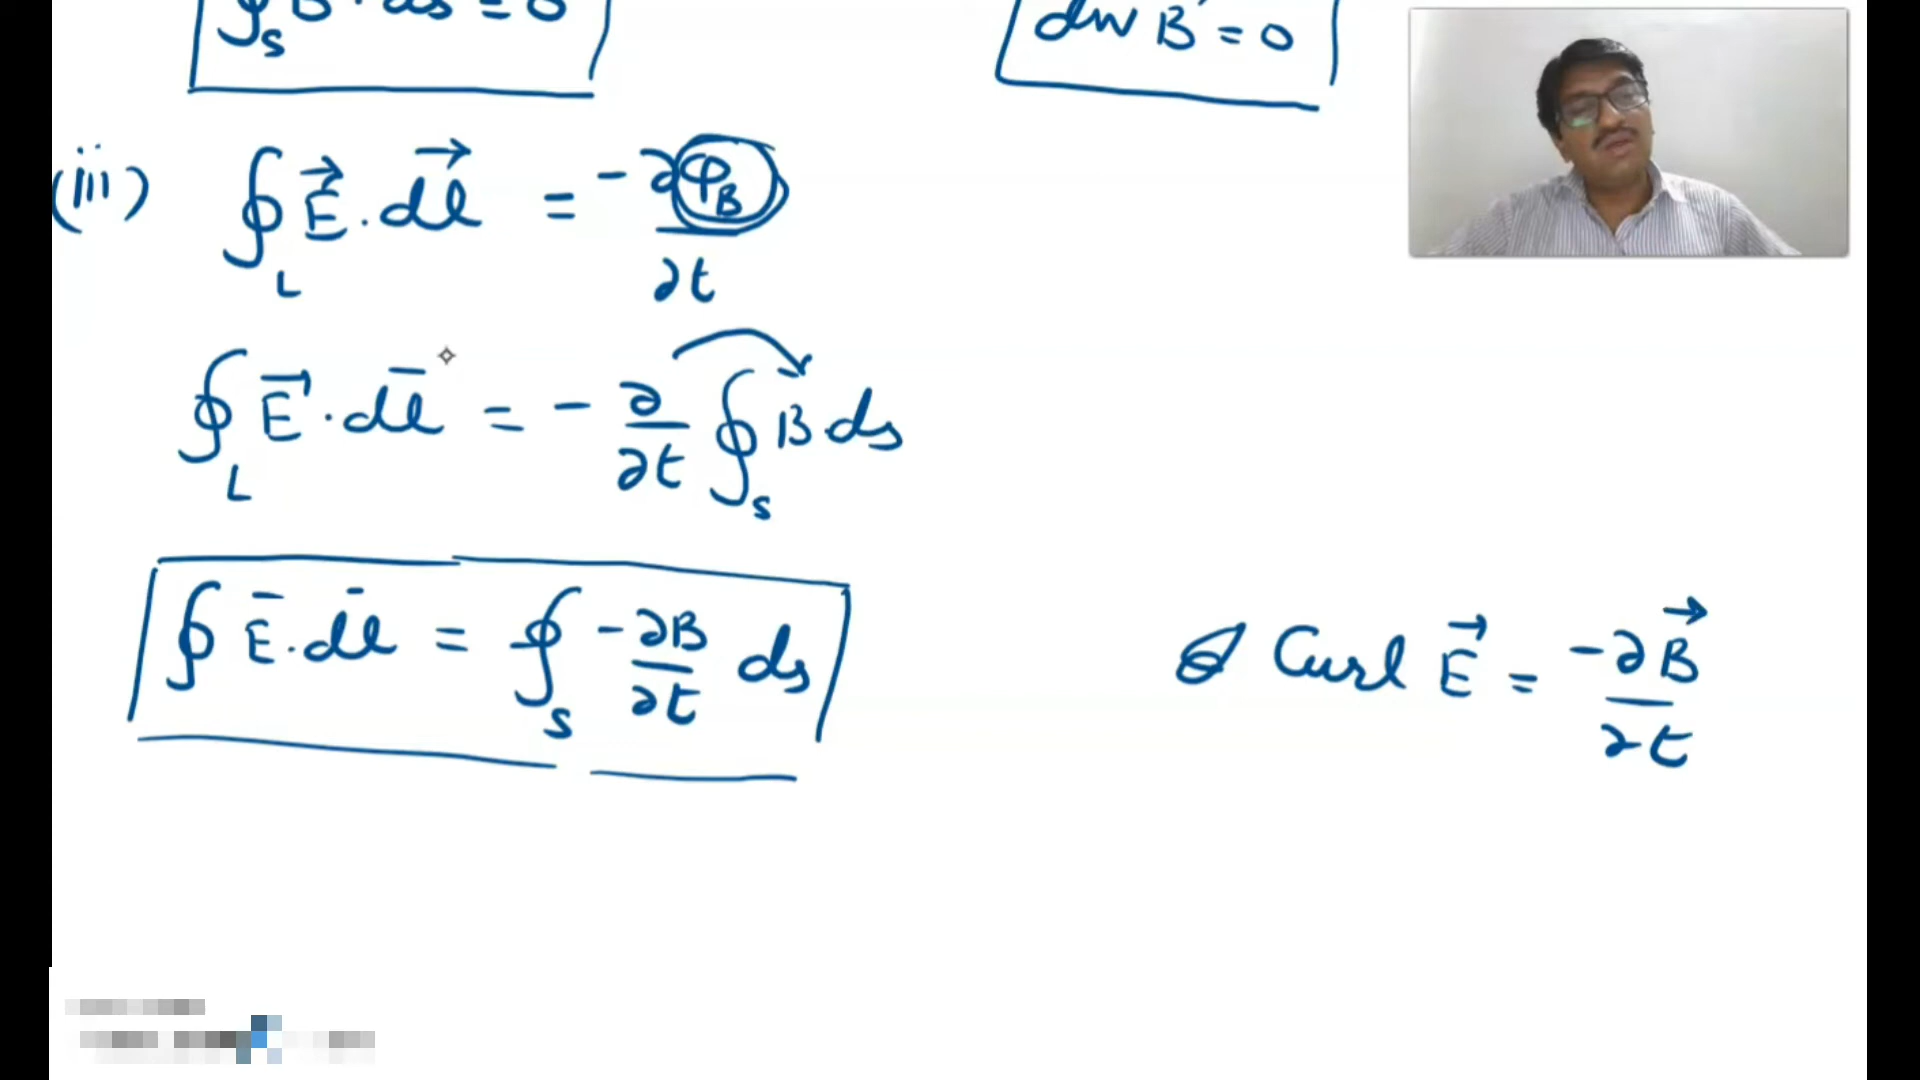 ∮_S B · ds = 0
div B = 0
(iii) ∮_L E⃗ . dl⃗ = -∂φ_B/∂t
∮_L E⃗ · dl̄ = - ∂/∂t ∮_S B⃗ . ds
∮ Ē . dl̄ = ∮_S -∂B/∂t ds
Curl E⃗ = -∂B⃗/∂t